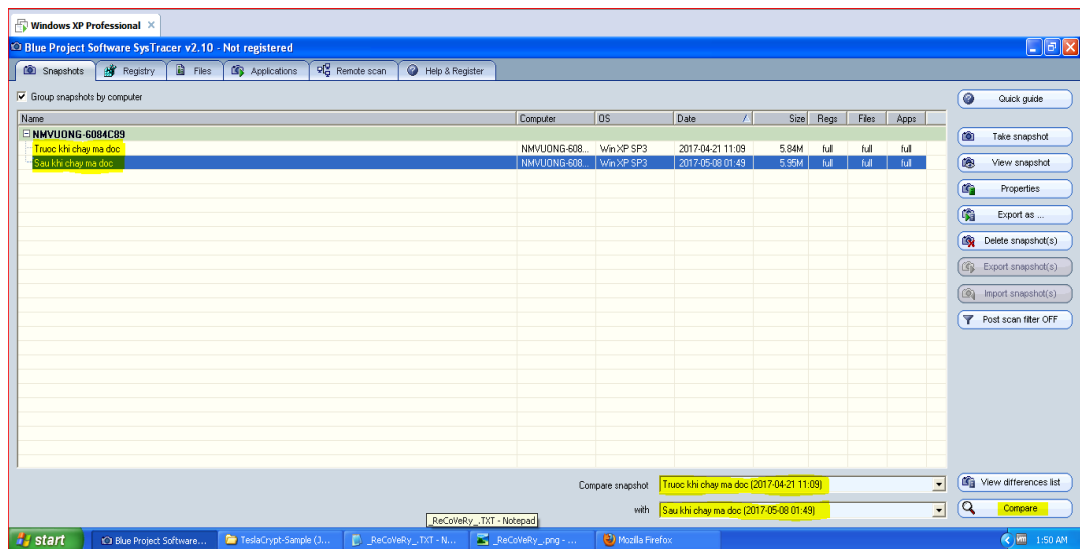 Windows XP Professional ×
Blue Project Software SysTracer v2.10 - Not registered
Snapshots Registry Files Applications Remote scan Help & Register
Group snapshots by computer
Quick guide
Name Computer OS Date / Size Regs Files Apps
NMVUONG-6084C89
Truoc khi chay ma doc NMVUONG-608... Win XP SP3 2017-04-21 11:09 5.84M full full full
Sau khi chay ma doc NMVUONG-608... Win XP SP3 2017-05-08 01:49 5.95M full full full
Take snapshot
View snapshot
Properties
Export as ...
Delete snapshot(s)
Export snapshot(s)
Import snapshot(s)
Post scan filter OFF
Compare snapshot Truoc khi chay ma doc (2017-04-21 11:09) View differences list
with Sau khi chay ma doc (2017-05-08 01:49) Compare
_ReCoVeRy_.TXT - Notepad
start Blue Project Software... TeslaCrypt-Sample (J... _ReCoVeRy_.TXT - N... _ReCoVeRy_.png - ... Mozilla Firefox 1:50 AM